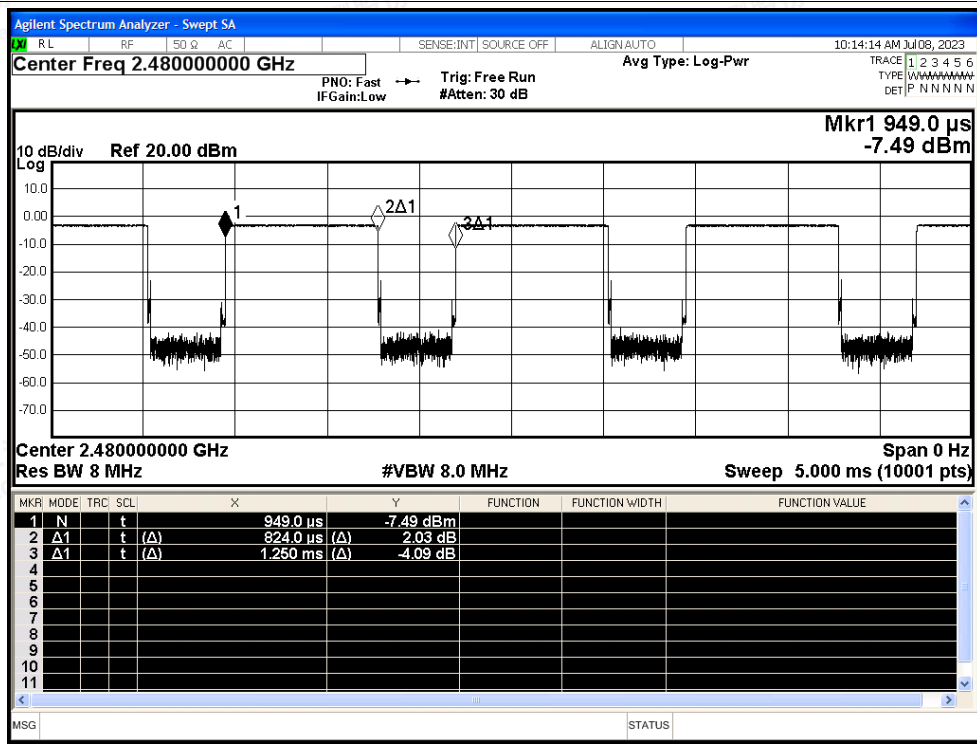 Agilent Spectrum Analyzer - Swept SA
LXI RL RF 50 Ω AC SENSE:INT SOURCE OFF ALIGN AUTO 10:14:14 AM Jul 08, 2023
Center Freq 2.480000000 GHz
PNO: Fast
IFGain:Low
Trig: Free Run
#Atten: 30 dB
Avg Type: Log-Pwr
TRACE 1 2 3 4 5 6
TYPE W
DET P N N N N N
Mkr1 949.0 µs
-7.49 dBm
10 dB/div Ref 20.00 dBm
Log
10.0
0.00
-10.0
-20.0
-30.0
-40.0
-50.0
-60.0
-70.0
1
2Δ1
3Δ1
Center 2.480000000 GHz Span 0 Hz
Res BW 8 MHz #VBW 8.0 MHz Sweep 5.000 ms (10001 pts)
MKR MODE TRC SCL X Y FUNCTION FUNCTION WIDTH FUNCTION VALUE
1 N t 949.0 µs -7.49 dBm
2 Δ1 t (Δ) 824.0 µs (Δ) 2.03 dB
3 Δ1 t (Δ) 1.250 ms (Δ) -4.09 dB
4
5
6
7
8
9
10
11
MSG STATUS